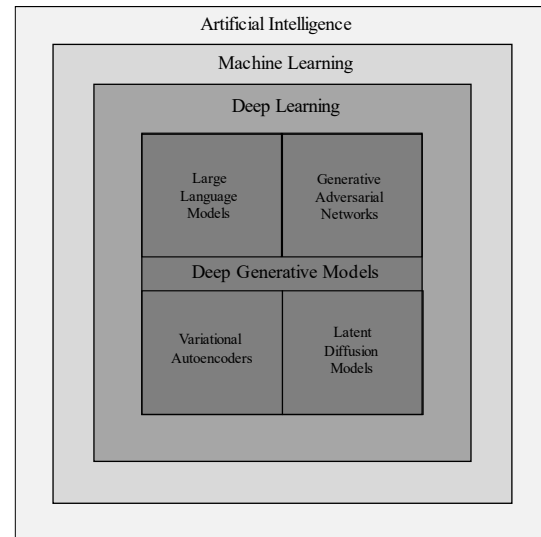 Artificial Intelligence
Machine Learning
Deep Learning
Large
Language
Models
Generative
Adversarial
Networks
Deep Generative Models
Variational
Autoencoders
Latent
Diffusion
Models